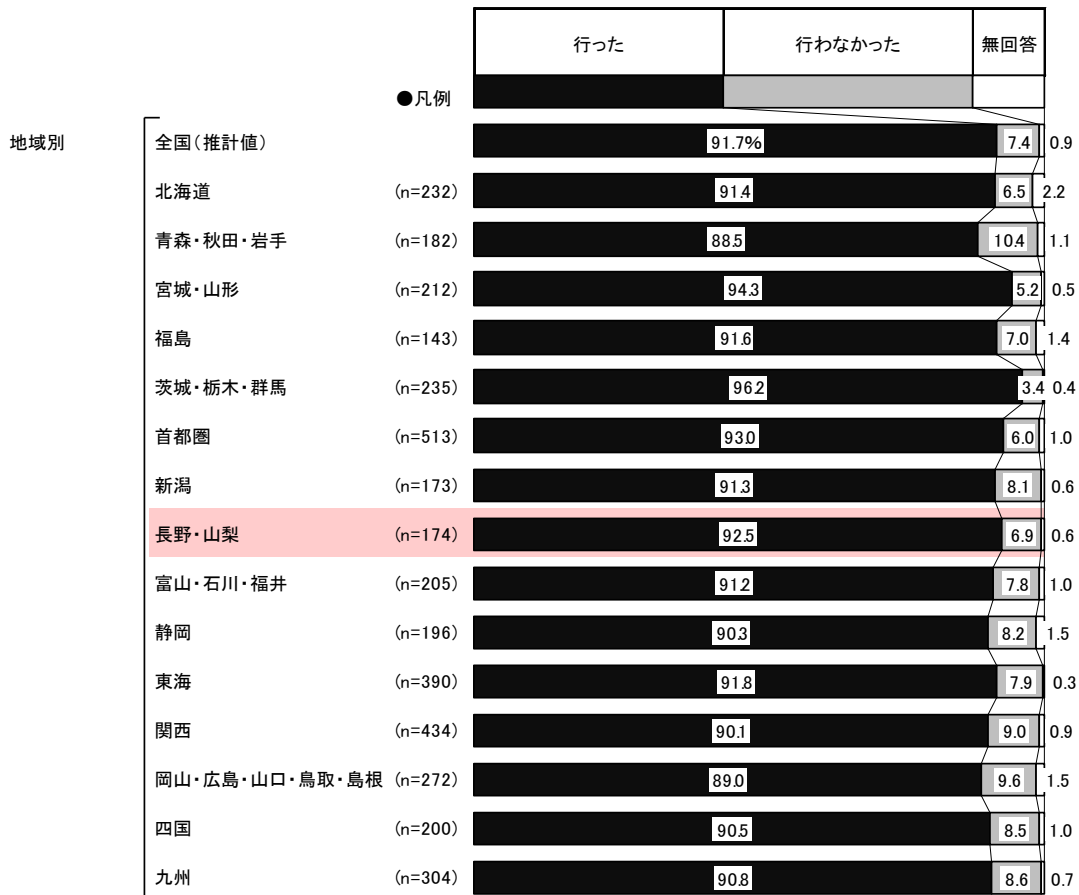 行った 行わなかった 無回答
●凡例
地域別 全国(推計値) 91.7% 7.4 0.9
北海道 (n=232) 91.4 6.5 2.2
青森・秋田・岩手 (n=182) 88.5 10.4 1.1
宮城・山形 (n=212) 94.3 5.2 0.5
福島 (n=143) 91.6 7.0 1.4
茨城・栃木・群馬 (n=235) 96.2 3.4 0.4
首都圏 (n=513) 93.0 6.0 1.0
新潟 (n=173) 91.3 8.1 0.6
長野・山梨 (n=174) 92.5 6.9 0.6
富山・石川・福井 (n=205) 91.2 7.8 1.0
静岡 (n=196) 90.3 8.2 1.5
東海 (n=390) 91.8 7.9 0.3
関西 (n=434) 90.1 9.0 0.9
岡山・広島・山口・鳥取・島根 (n=272) 89.0 9.6 1.5
四国 (n=200) 90.5 8.5 1.0
九州 (n=304) 90.8 8.6 0.7